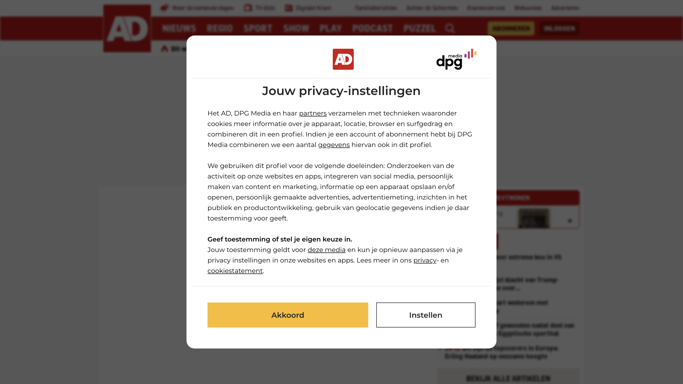 NIEUWS REGIO SPORT SHOW PLAY PODCAST PUZZEL
ABONNEREN INLOGGEN
AD
AD
dpg media
Jouw privacy-instellingen
Het AD, DPG Media en haar partners verzamelen met technieken waaronder
cookies meer informatie over je apparaat, locatie, browser en surfgedrag en
combineren dit in een profiel. Indien je een account of abonnement hebt bij DPG
Media combineren we een aantal gegevens hiervan ook in dit profiel.
We gebruiken dit profiel voor de volgende doeleinden: Onderzoeken van de
activiteit op onze websites en apps, integreren van social media, persoonlijk
maken van content en marketing, informatie op een apparaat opslaan en/of
openen, persoonlijk gemaakte advertenties, advertentiemeting, inzichten in het
publiek en productontwikkeling, gebruik van geolocatie gegevens indien je daar
toestemming voor geeft.
Geef toestemming of stel je eigen keuze in.
Jouw toestemming geldt voor deze media en kun je opnieuw aanpassen via je
privacy instellingen in onze websites en apps. Lees meer in ons privacy- en
cookiestatement.
Akkoord
Instellen
BEKIJK ALLE ARTIKELEN